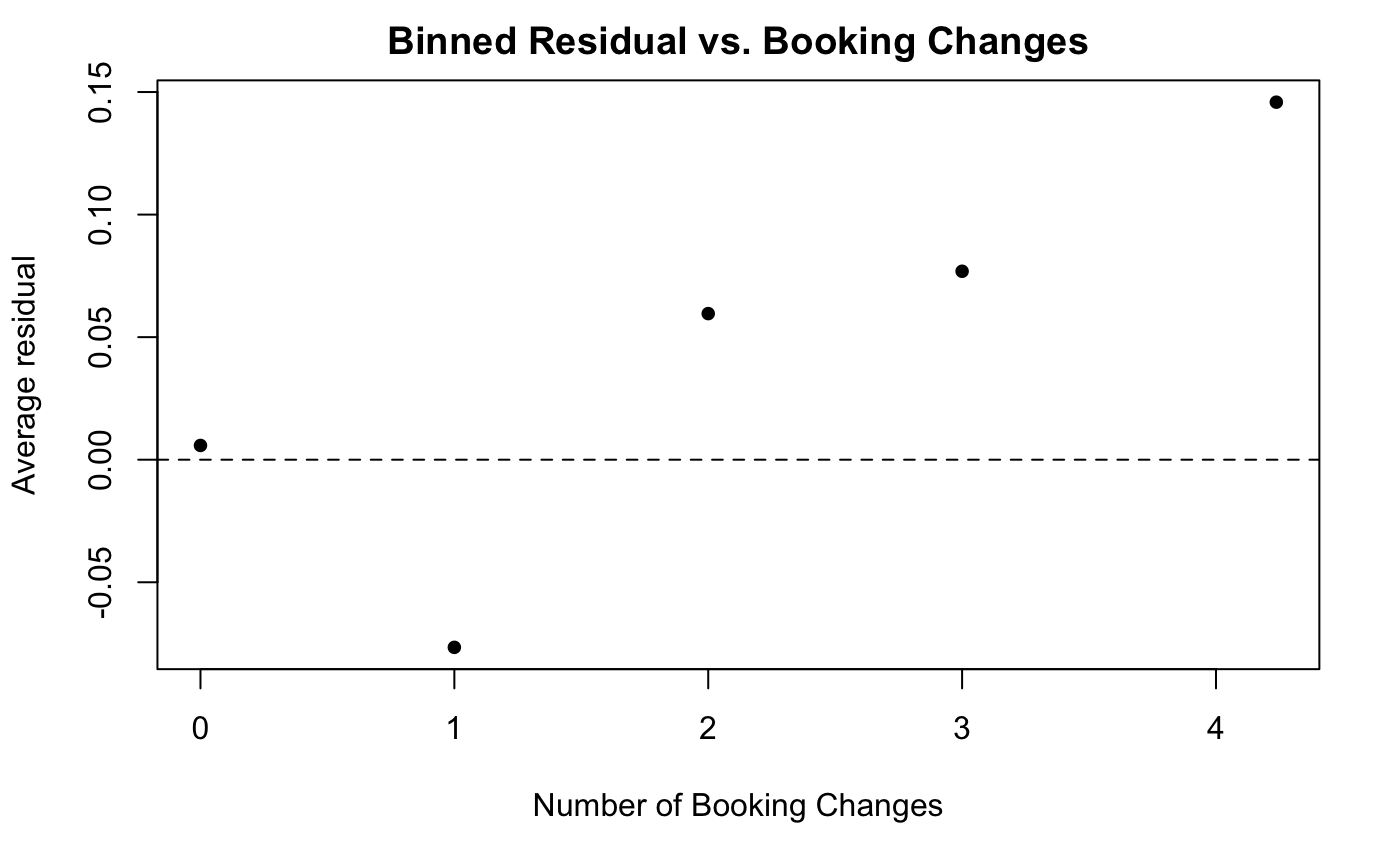 Binned Residual vs. Booking Changes
0.15
0.10
0.05
0.00
-0.05
Average residual
0 1 2 3 4
Number of Booking Changes